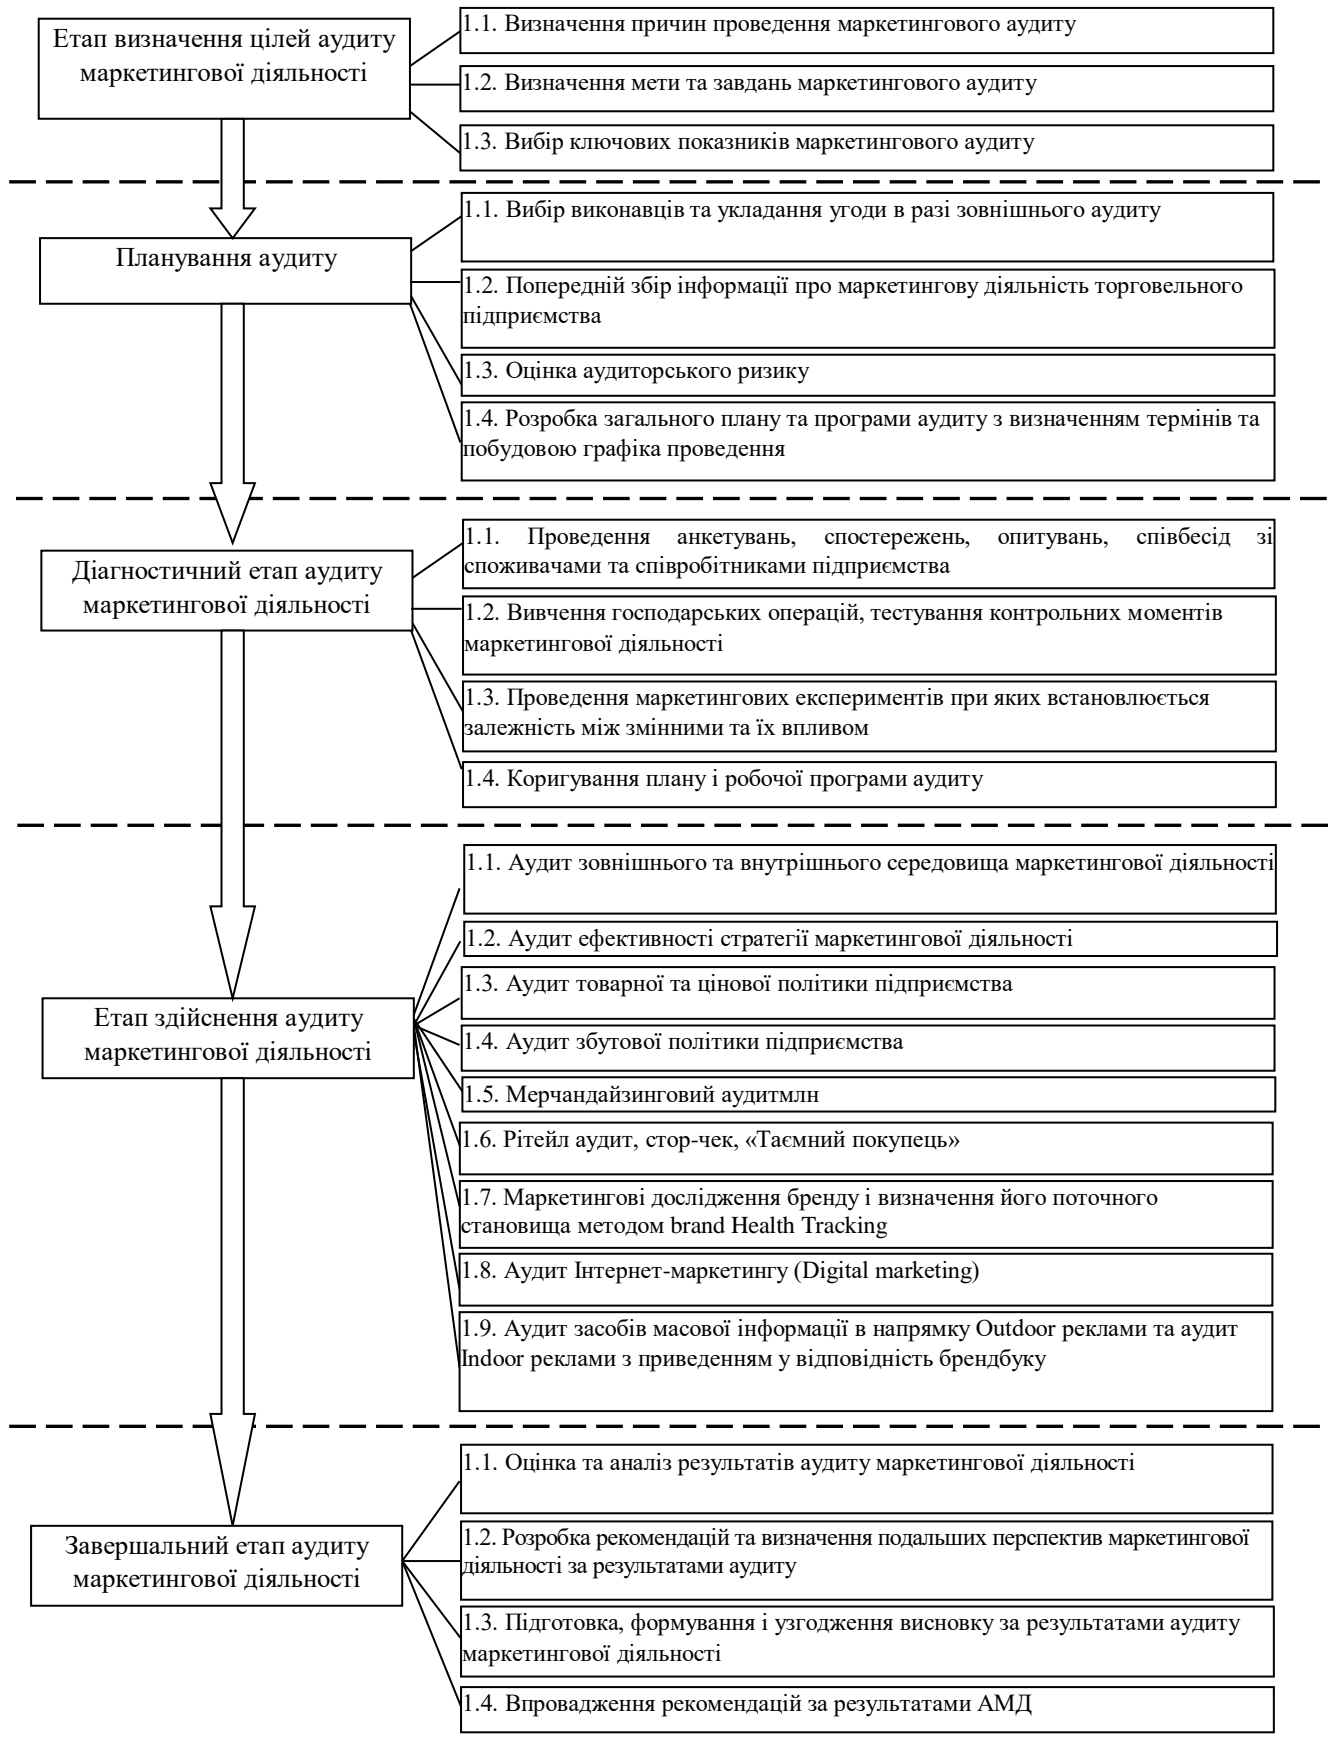 Етап визначення цілей аудиту
маркетингової діяльності
1.1. Визначення причин проведення маркетингового аудиту
1.2. Визначення мети та завдань маркетингового аудиту
1.3. Вибір ключових показників маркетингового аудиту
Планування аудиту
1.1. Вибір виконавців та укладання угоди в разі зовнішнього аудиту
1.2. Попередній збір інформації про маркетингову діяльність торговельного
підприємства
1.3. Оцінка аудиторського ризику
1.4. Розробка загального плану та програми аудиту з визначенням термінів та
побудовою графіка проведення
Діагностичний етап аудиту
маркетингової діяльності
1.1. Проведення анкетувань, спостережень, опитувань, співбесід зі
споживачами та співробітниками підприємства
1.2. Вивчення господарських операцій, тестування контрольних моментів
маркетингової діяльності
1.3. Проведення маркетингових експериментів при яких встановлюється
залежність між змінними та їх впливом
1.4. Коригування плану і робочої програми аудиту
Етап здійснення аудиту
маркетингової діяльності
1.1. Аудит зовнішнього та внутрішнього середовища маркетингової діяльності
1.2. Аудит ефективності стратегії маркетингової діяльності
1.3. Аудит товарної та цінової політики підприємства
1.4. Аудит збутової політики підприємства
1.5. Мерчандайзинговий аудитмлн
1.6. Рітейл аудит, стор-чек, «Таємний покупець»
1.7. Маркетингові дослідження бренду і визначення його поточного
становища методом brand Health Tracking
1.8. Аудит Інтернет-маркетингу (Digital marketing)
1.9. Аудит засобів масової інформації в напрямку Outdoor реклами та аудит
Indoor реклами з приведенням у відповідність брендбуку
Завершальний етап аудиту
маркетингової діяльності
1.1. Оцінка та аналіз результатів аудиту маркетингової діяльності
1.2. Розробка рекомендацій та визначення подальших перспектив маркетингової
діяльності за результатами аудиту
1.3. Підготовка, формування і узгодження висновку за результатами аудиту
маркетингової діяльності
1.4. Впровадження рекомендацій за результатами АМД